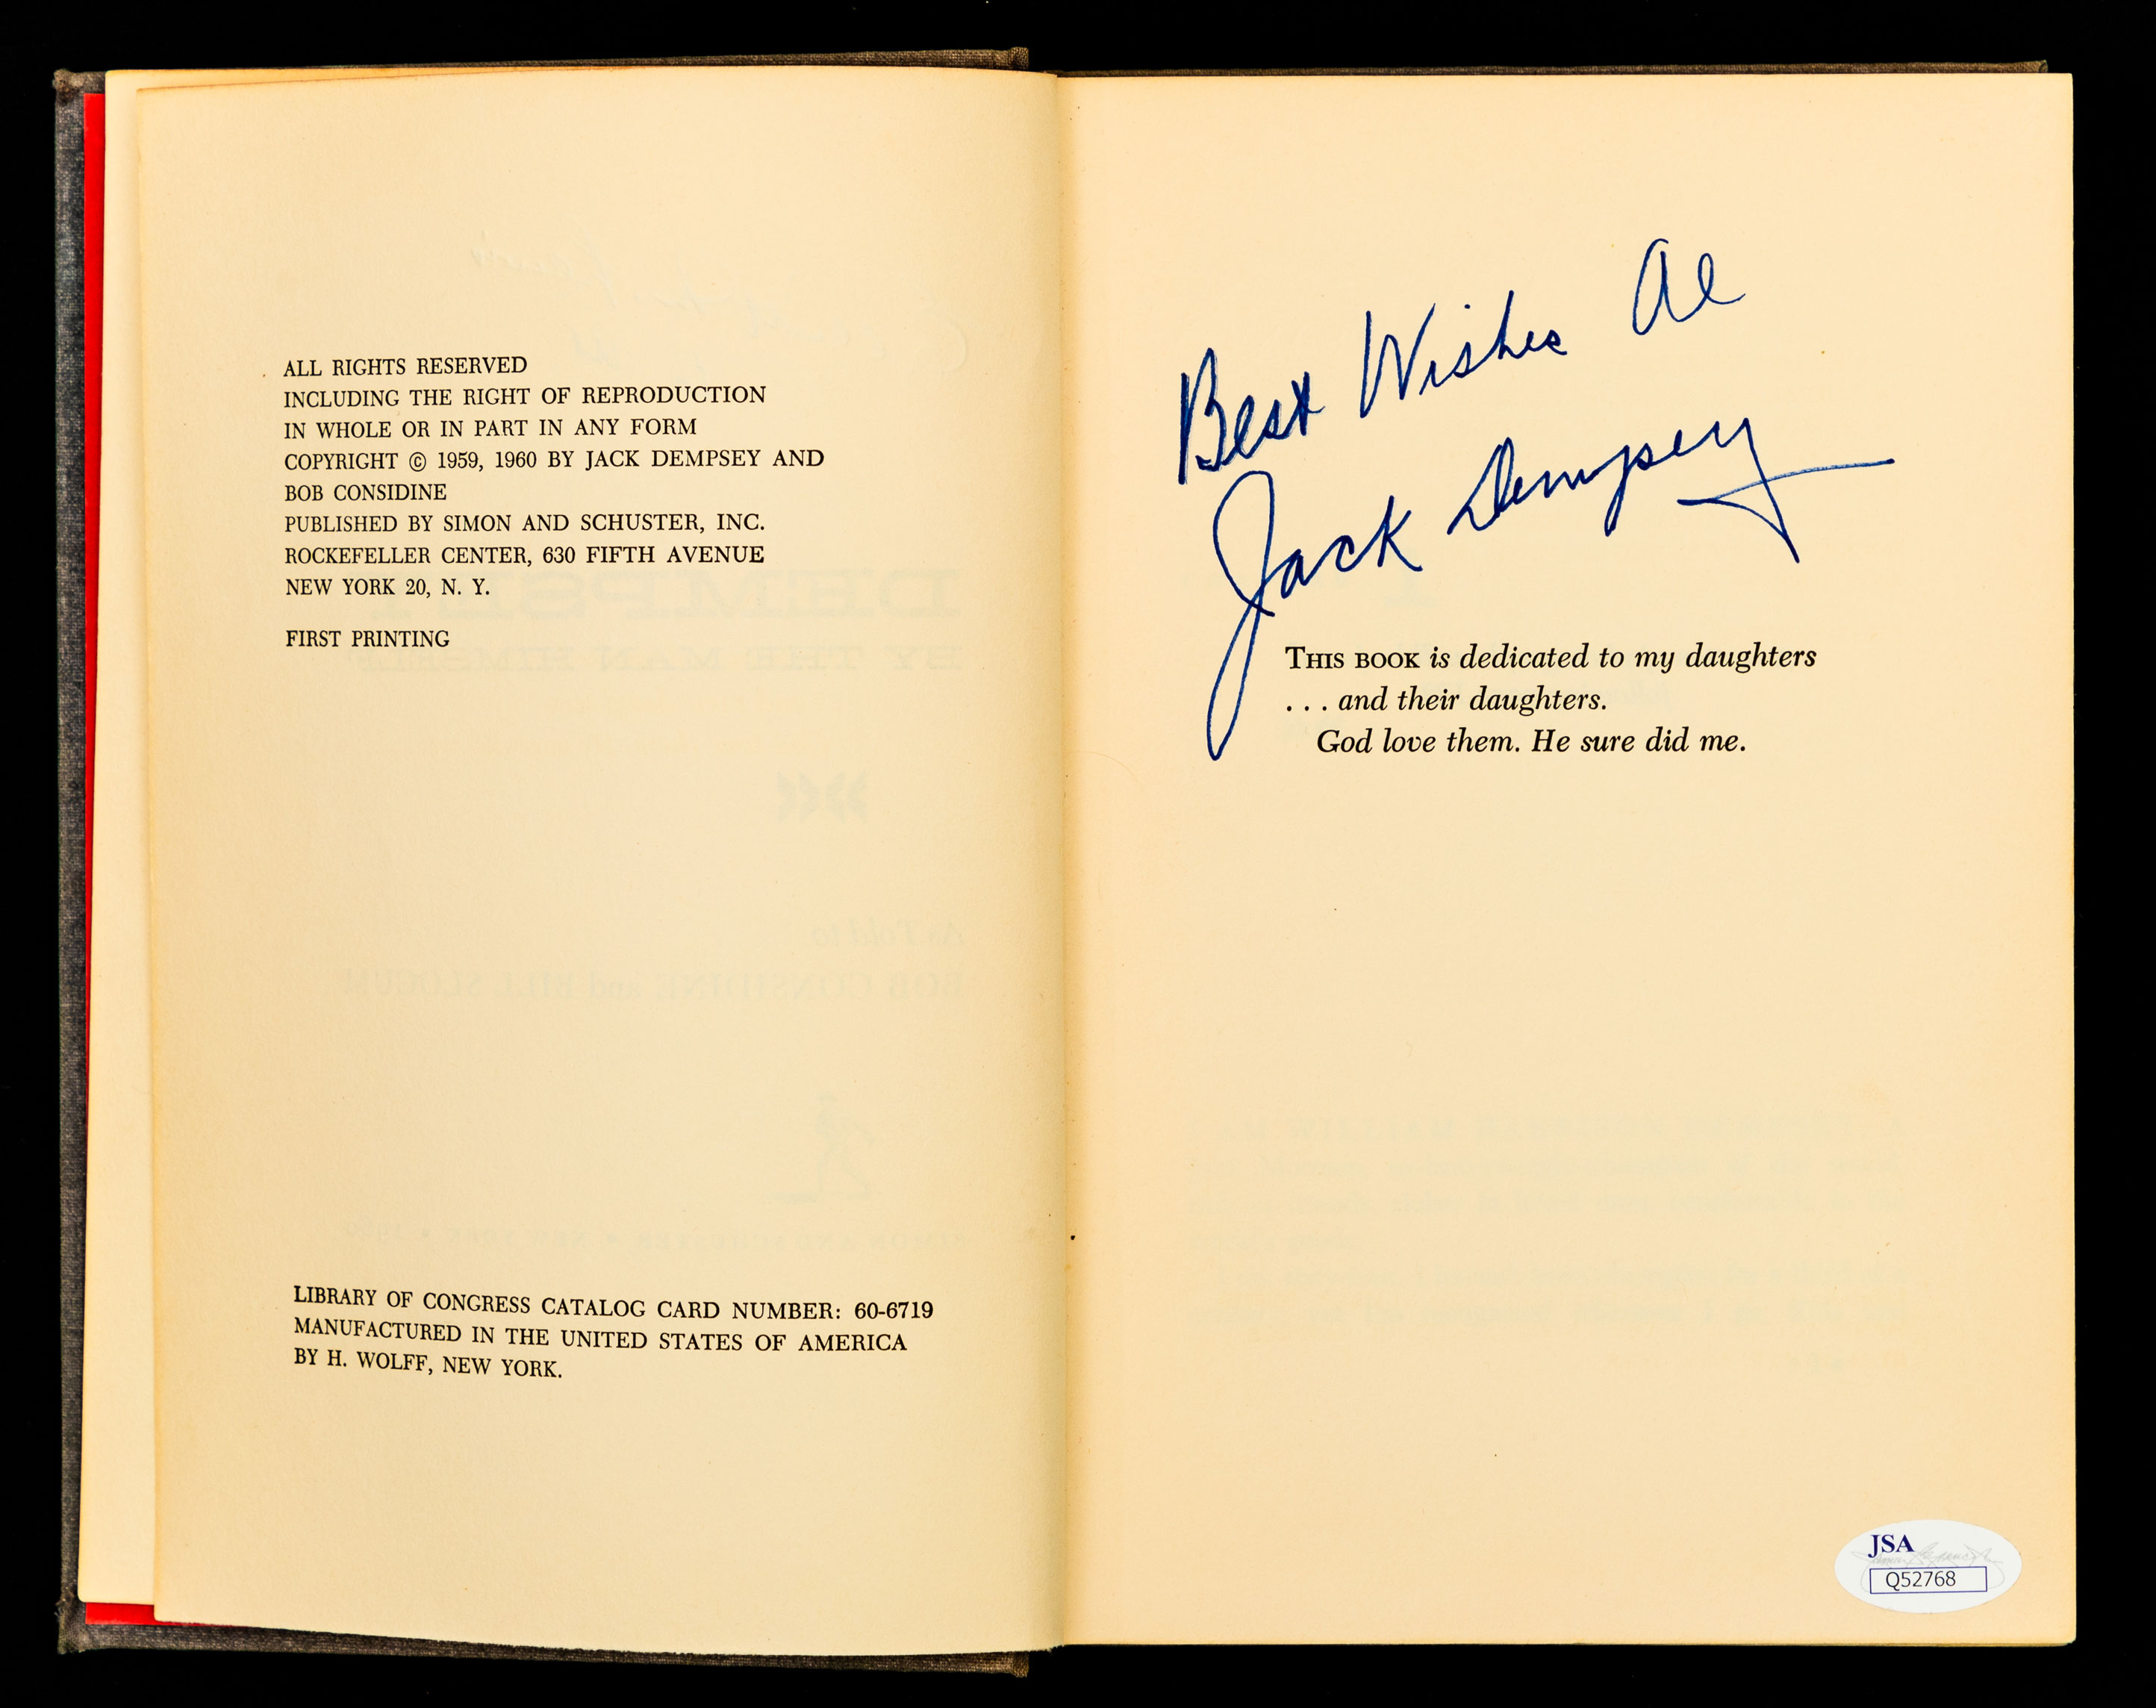 ALL RIGHTS RESERVED
INCLUDING THE RIGHT OF REPRODUCTION
IN WHOLE OR IN PART IN ANY FORM
COPYRIGHT © 1959, 1960 BY JACK DEMPSEY AND
BOB CONSIDINE
PUBLISHED BY SIMON AND SCHUSTER, INC.
ROCKEFELLER CENTER, 630 FIFTH AVENUE
NEW YORK 20, N. Y.
FIRST PRINTING
LIBRARY OF CONGRESS CATALOG CARD NUMBER: 60-6719
MANUFACTURED IN THE UNITED STATES OF AMERICA
BY H. WOLFF, NEW YORK.
Best Wishes Al
Jack Dempsey
THIS BOOK is dedicated to my daughters
. . . and their daughters.
God love them. He sure did me.
JSA
Q52768